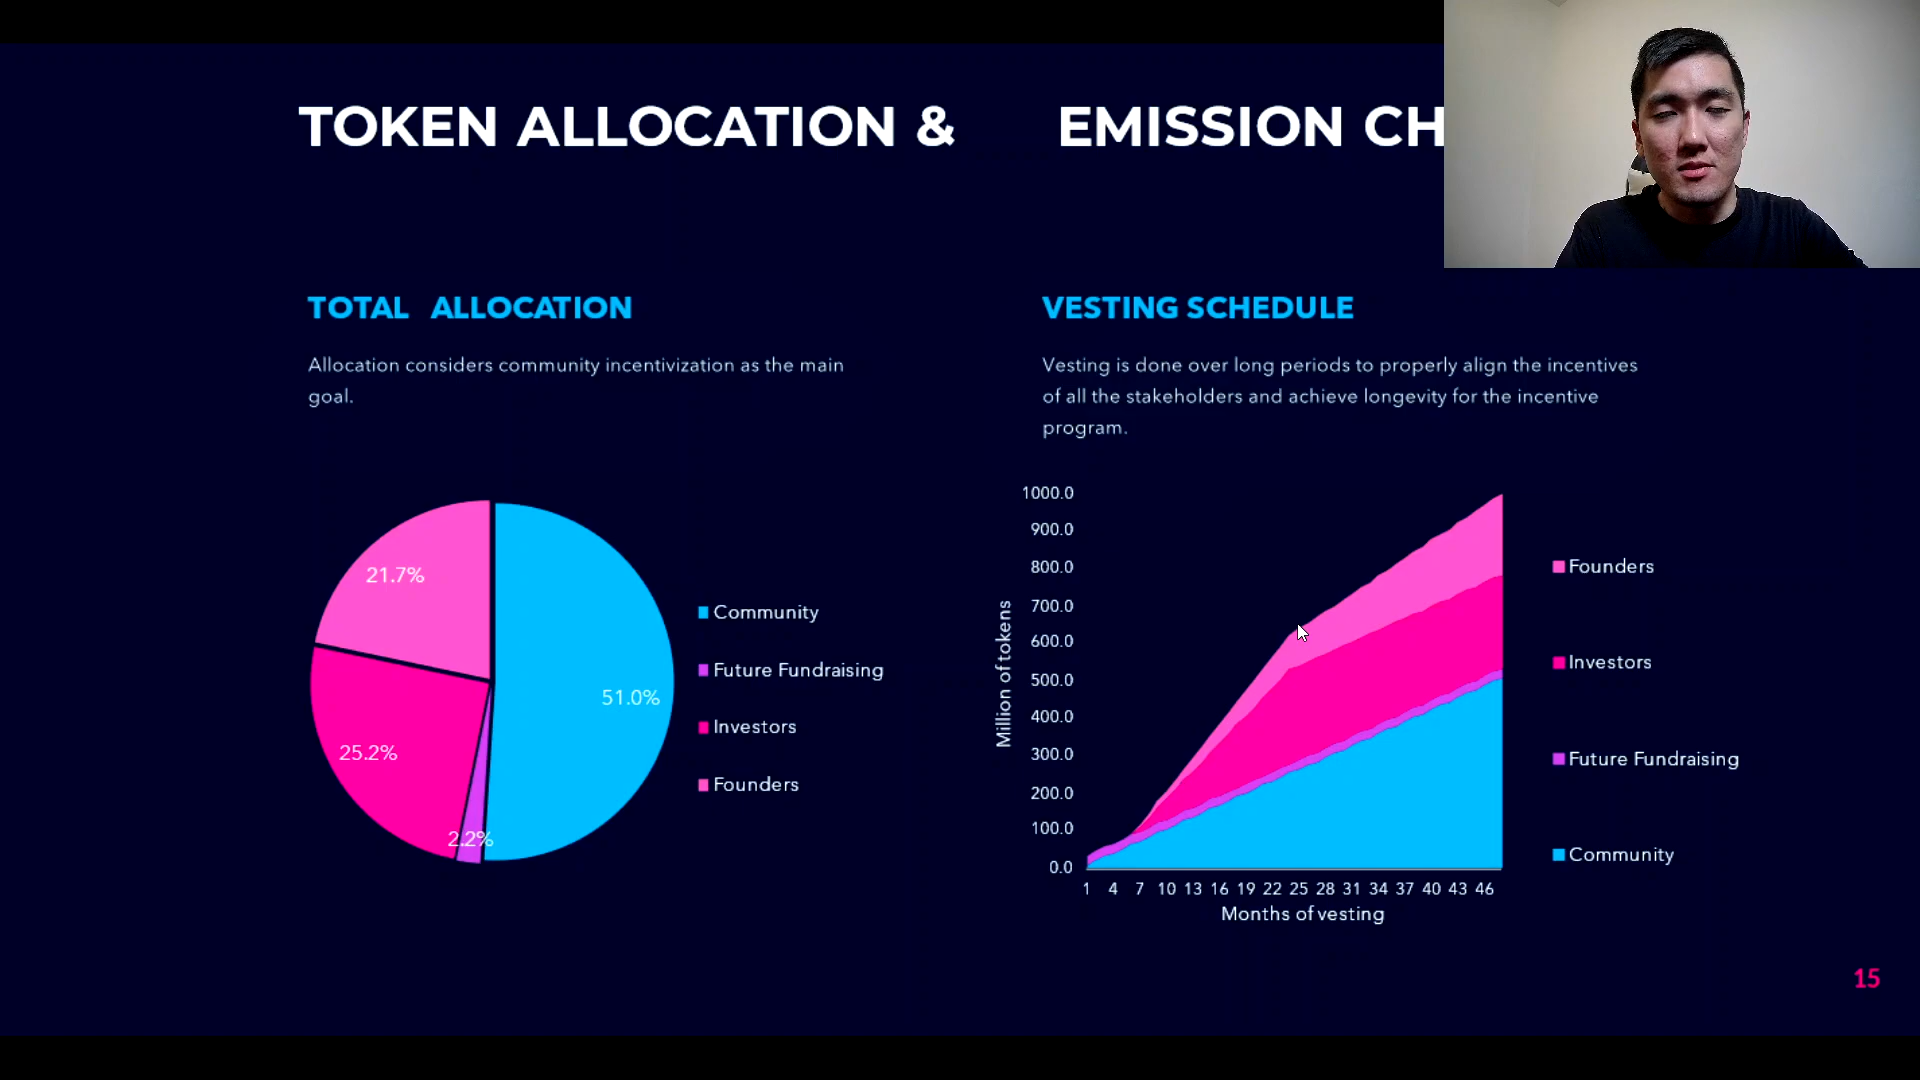 TOKEN ALLOCATION & EMISSION CH
TOTAL ALLOCATION
Allocation considers community incentivization as the main
goal.
21.7%
51.0%
25.2%
2.2%
Community
Future Fundraising
Investors
Founders
VESTING SCHEDULE
Vesting is done over long periods to properly align the incentives
of all the stakeholders and achieve longevity for the incentive
program.
Million of tokens
1000.0
900.0
800.0
700.0
600.0
500.0
400.0
300.0
200.0
100.0
0.0
1 4 7 10 13 16 19 22 25 28 31 34 37 40 43 46
Months of vesting
Founders
Investors
Future Fundraising
Community
15